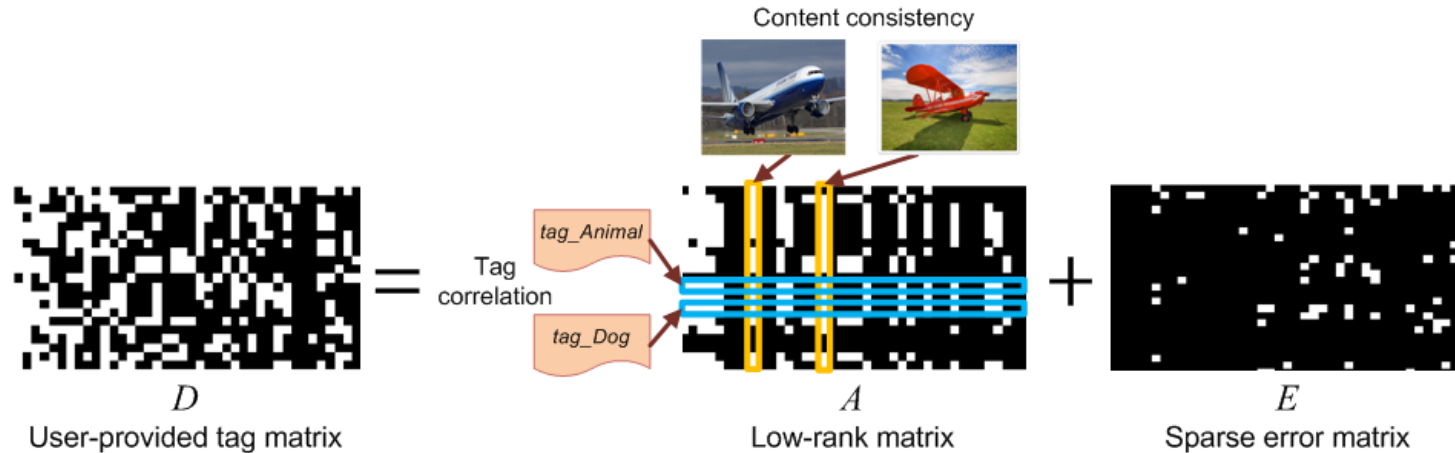 Content consistency
tag_Animal
=
Tag
correlation
+
tag_Dog
D
A
E
User-provided tag matrix
Low-rank matrix
Sparse error matrix